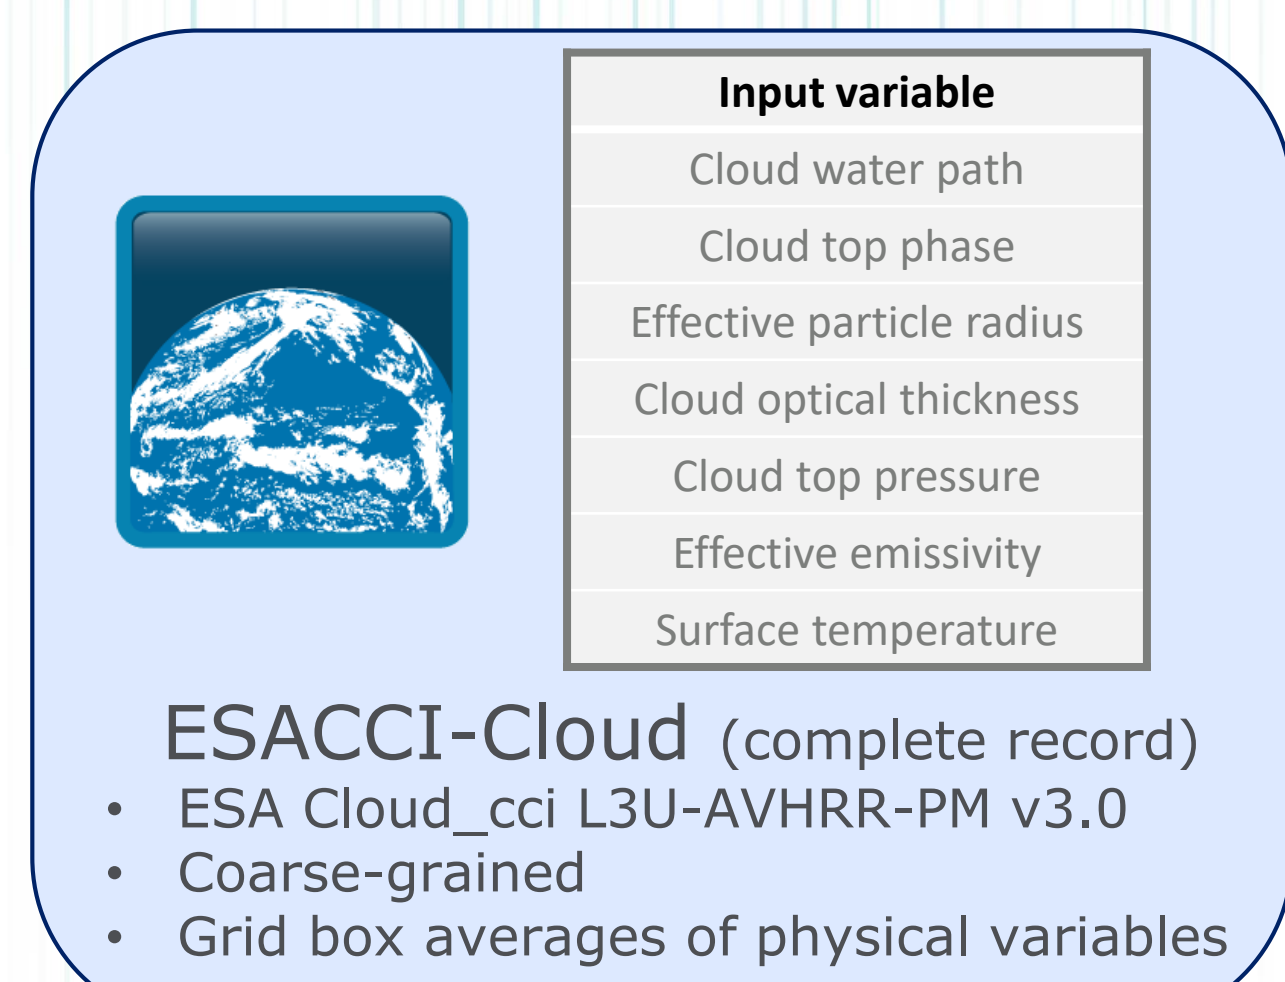 Input variable
Cloud water path
Cloud top phase
Effective particle radius
Cloud optical thickness
Cloud top pressure
Effective emissivity
Surface temperature
ESACCI-Cloud (complete record)
• ESA Cloud_cci L3U-AVHRR-PM v3.0
• Coarse-grained
• Grid box averages of physical variables